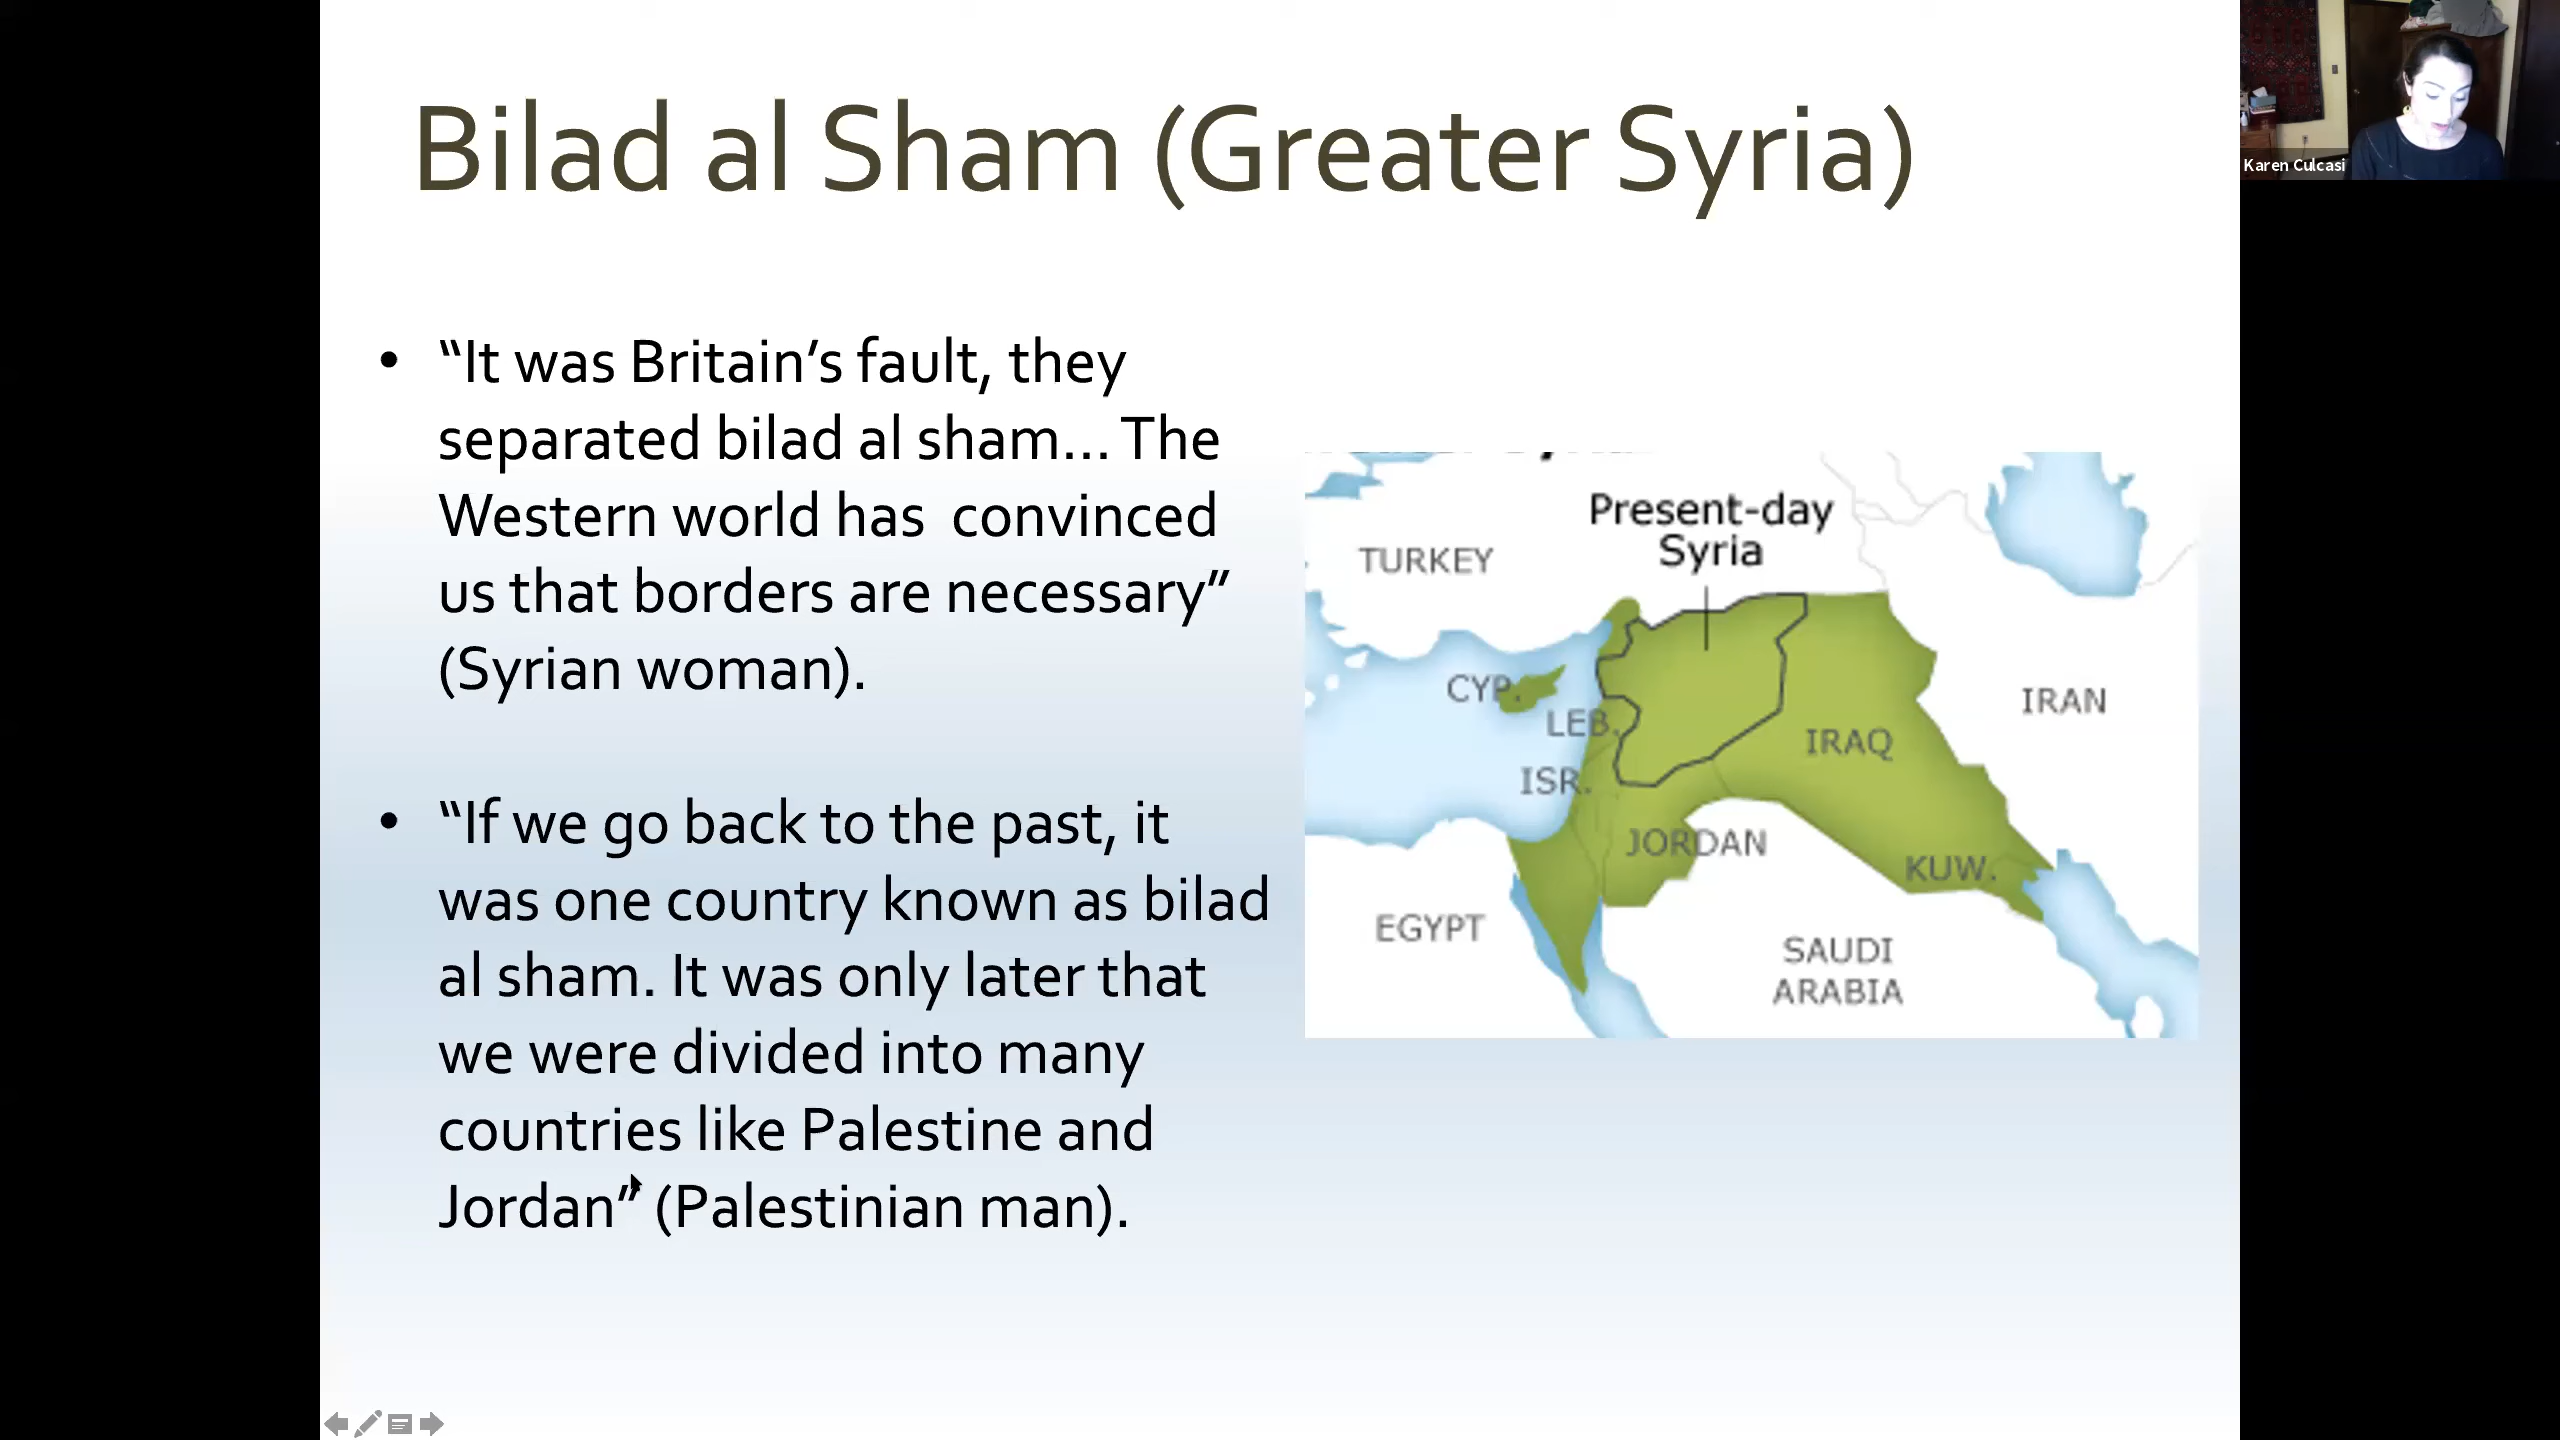 Bilad al Sham (Greater Syria)
Karen Culcasi
• “It was Britain’s fault, they
separated bilad al sham… The
Western world has  convinced
us that borders are necessary”
(Syrian woman).
• “If we go back to the past, it
was one country known as bilad
al sham. It was only later that
we were divided into many
countries like Palestine and
Jordan” (Palestinian man).
Present-day
Syria
TURKEY
CYP.
LEB.
ISR.
IRAQ
IRAN
JORDAN
KUW.
EGYPT
SAUDI
ARABIA